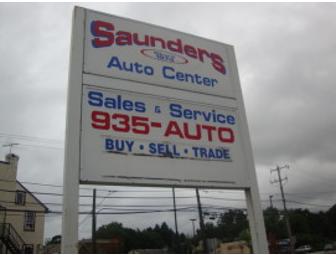 Saunders
Auto Center
Sales & Service
935-AUTO
BUY • SELL • TRADE